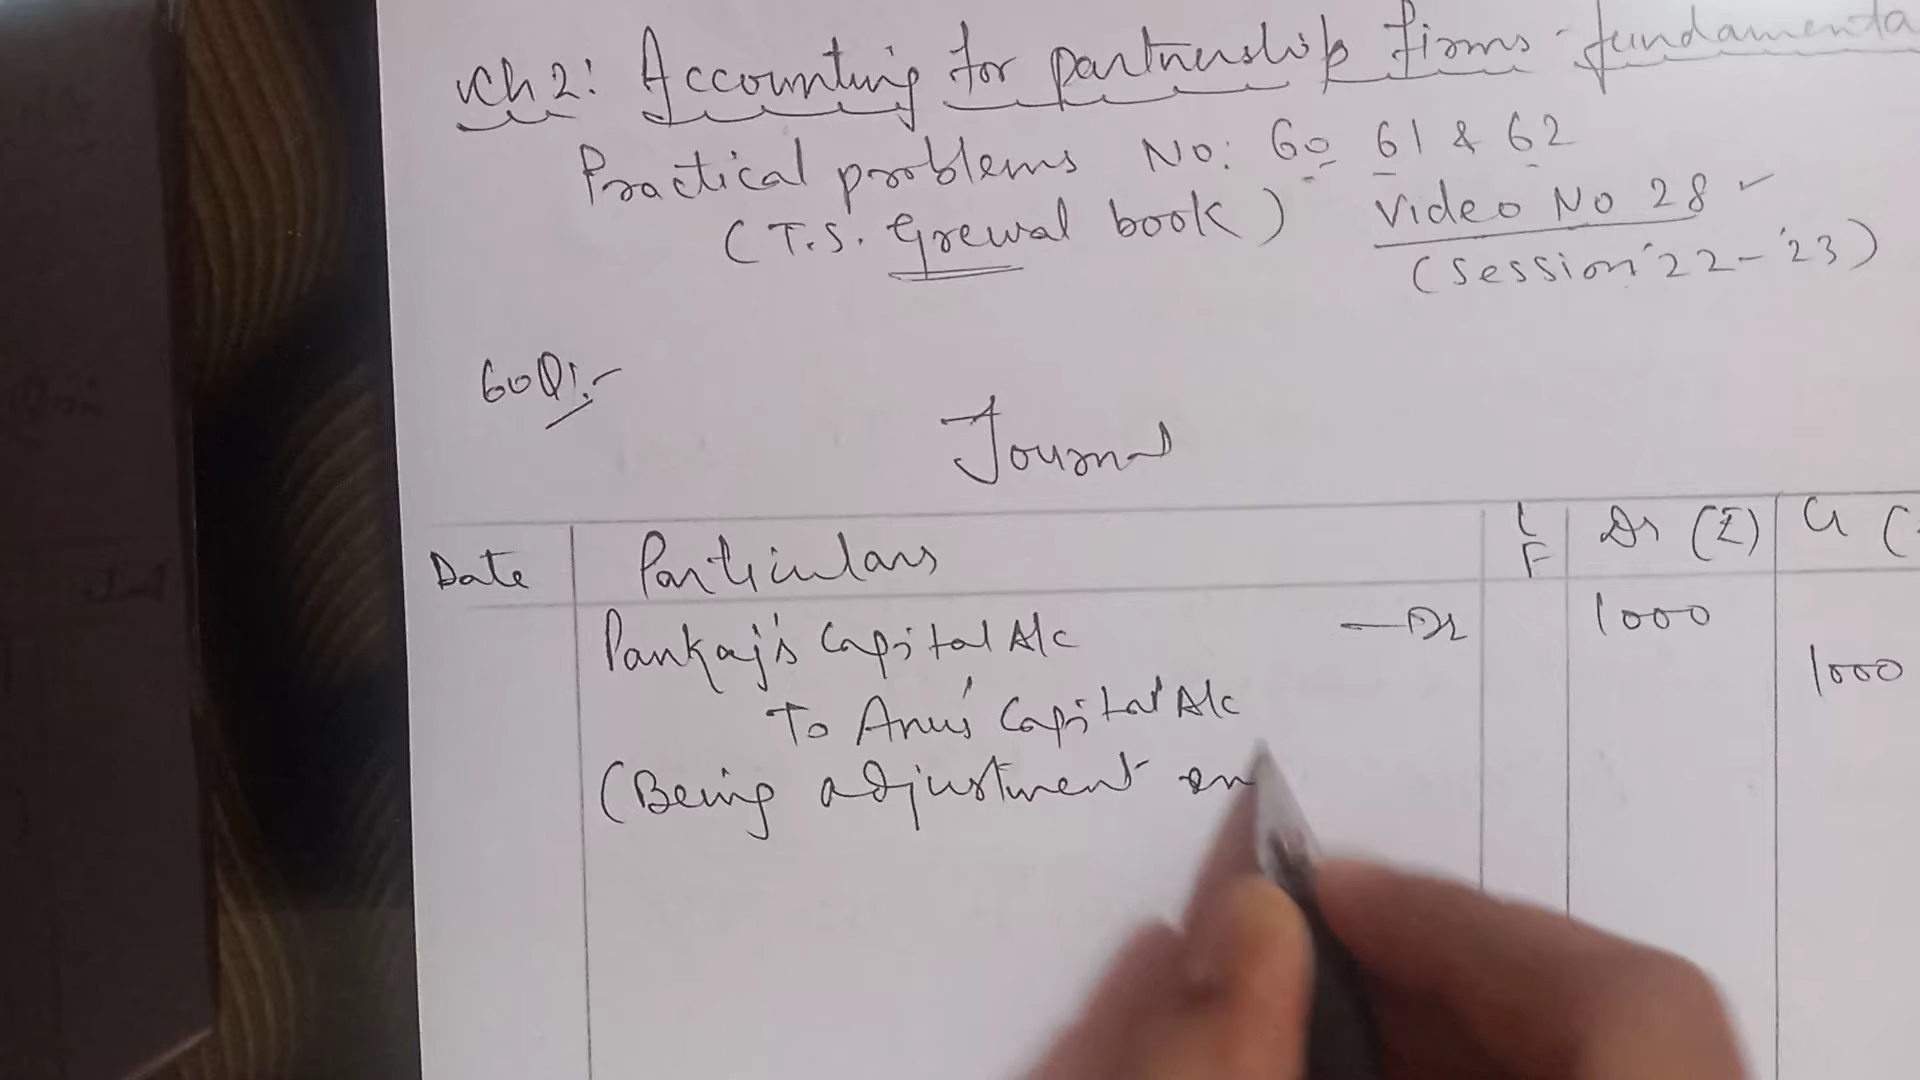 Ch 2: Accounting for partnership firms - fundamenta
Practical problems No: 60 61 & 62
(T.S. Grewal book) Video No 28
(Session '22-'23)
60Q:-
Journal
Date Particulars L F Dr (₹) Cr (
Pankaj's Capital A/c —Dr 1000
To Anu's Capital A/c 1000
(Being adjustment en